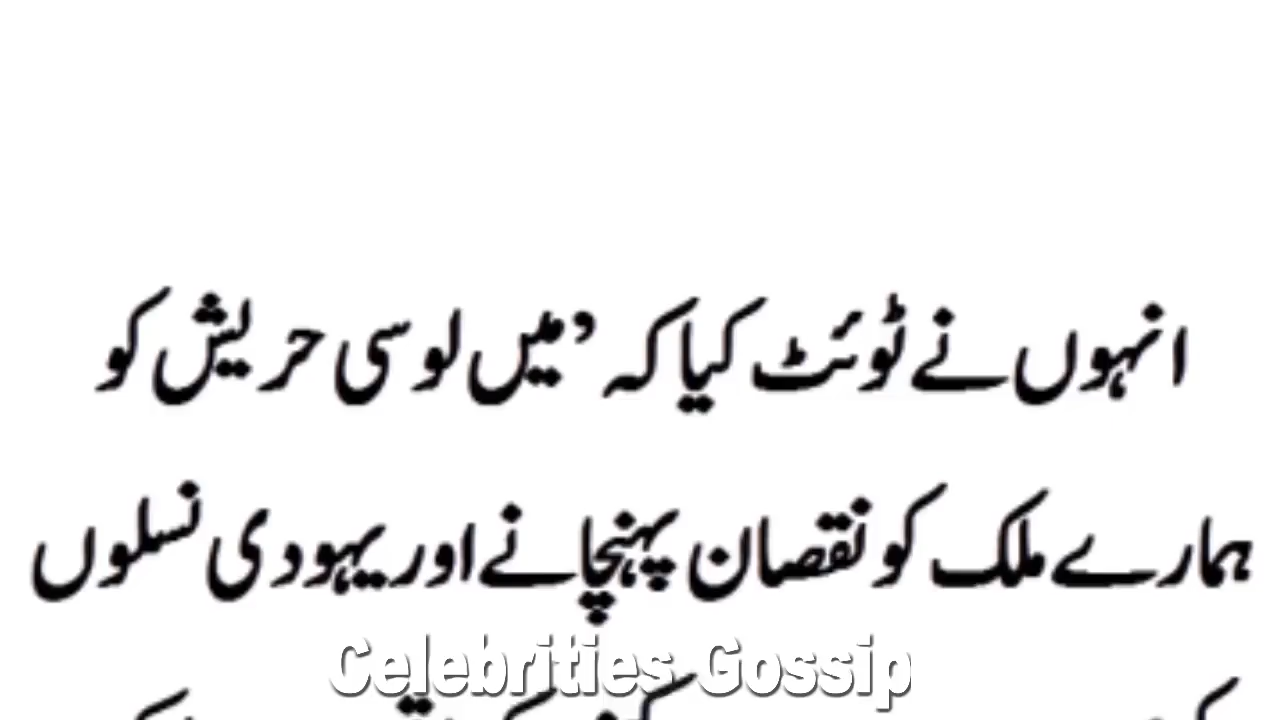 انہوں نے ٹوئٹ کیا کہ ’میں لوسی حریش کو
ہمارے ملک کو نقصان پہنچانے اور یہودی نسلوں
Celebrities Gossip